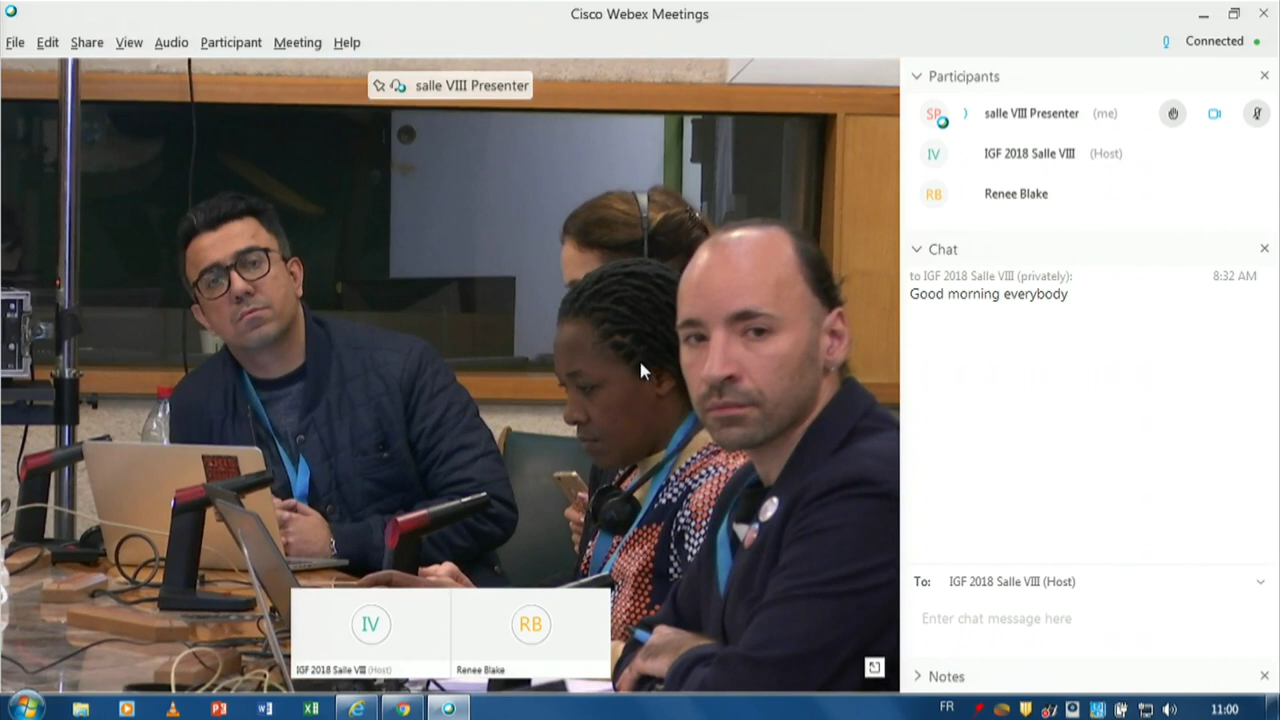 Cisco Webex Meetings
File Edit Share View Audio Participant Meeting Help
Connected
salle VIII Presenter
Participants
SP salle VIII Presenter (me)
IV IGF 2018 Salle VIII (Host)
RB Renee Blake
Chat
to IGF 2018 Salle VIII (privately): 8:32 AM
Good morning everybody
To: IGF 2018 Salle VIII (Host)
Enter chat message here
IV
RB
IGF 2018 Salle VIII (Host)
Renee Blake
Notes
FR
11:00